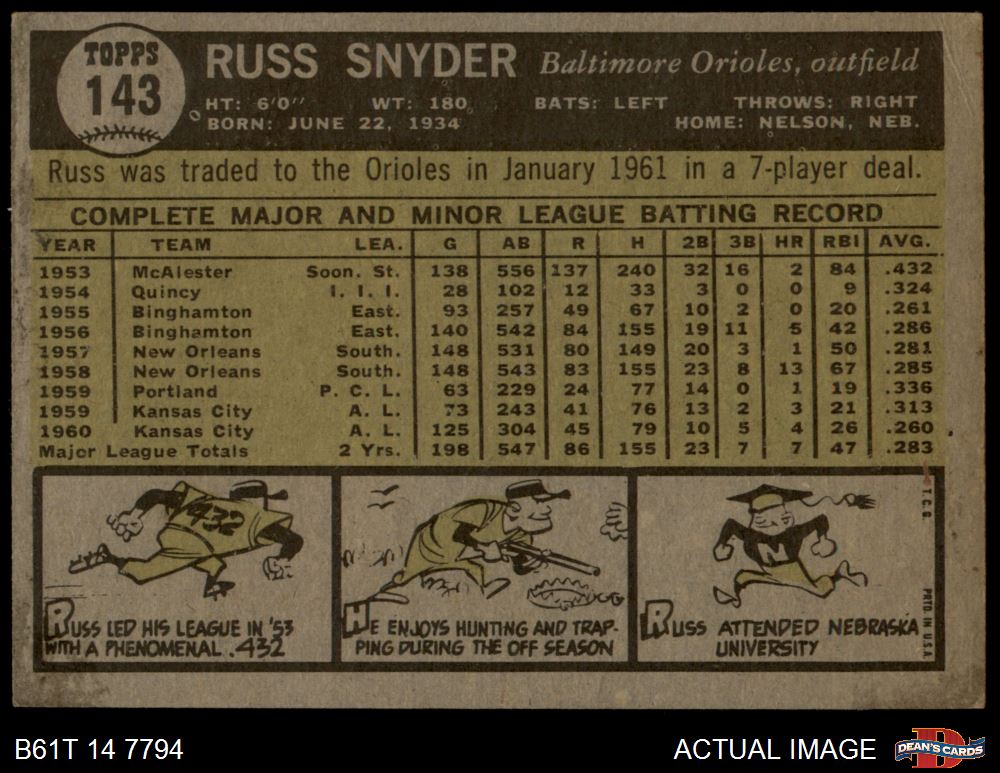 TOPPS
143
RUSS SNYDER Baltimore Orioles, outfield
HT: 6'0" WT: 180 BATS: LEFT THROWS: RIGHT
BORN: JUNE 22, 1934 HOME: NELSON, NEB.
Russ was traded to the Orioles in January 1961 in a 7-player deal.
COMPLETE MAJOR AND MINOR LEAGUE BATTING RECORD
YEAR TEAM LEA. G AB R H 2B 3B HR RBI AVG.
1953 McAlester Soon. St. 138 556 137 240 32 16 2 84 .432
1954 Quincy I. I. I. 28 102 12 33 3 0 0 9 .324
1955 Binghamton East. 93 257 49 67 10 2 0 20 .261
1956 Binghamton East. 140 542 84 155 19 11 5 42 .286
1957 New Orleans South. 148 531 80 149 20 3 1 50 .281
1958 New Orleans South. 148 543 83 155 23 8 13 67 .285
1959 Portland P. C. L. 63 229 24 77 14 0 1 19 .336
1959 Kansas City A. L. 73 243 41 76 13 2 3 21 .313
1960 Kansas City A. L. 125 304 45 79 10 5 4 26 .260
Major League Totals 2 Yrs. 198 547 86 155 23 7 7 47 .283
432
RUSS LED HIS LEAGUE IN '53
WITH A PHENOMENAL .432
HE ENJOYS HUNTING AND TRAP-
PING DURING THE OFF SEASON
N
RUSS ATTENDED NEBRASKA
UNIVERSITY
T.C.G. PRTD. IN U.S.A.
B61T 14 7794
ACTUAL IMAGE
D
DEAN'S CARDS